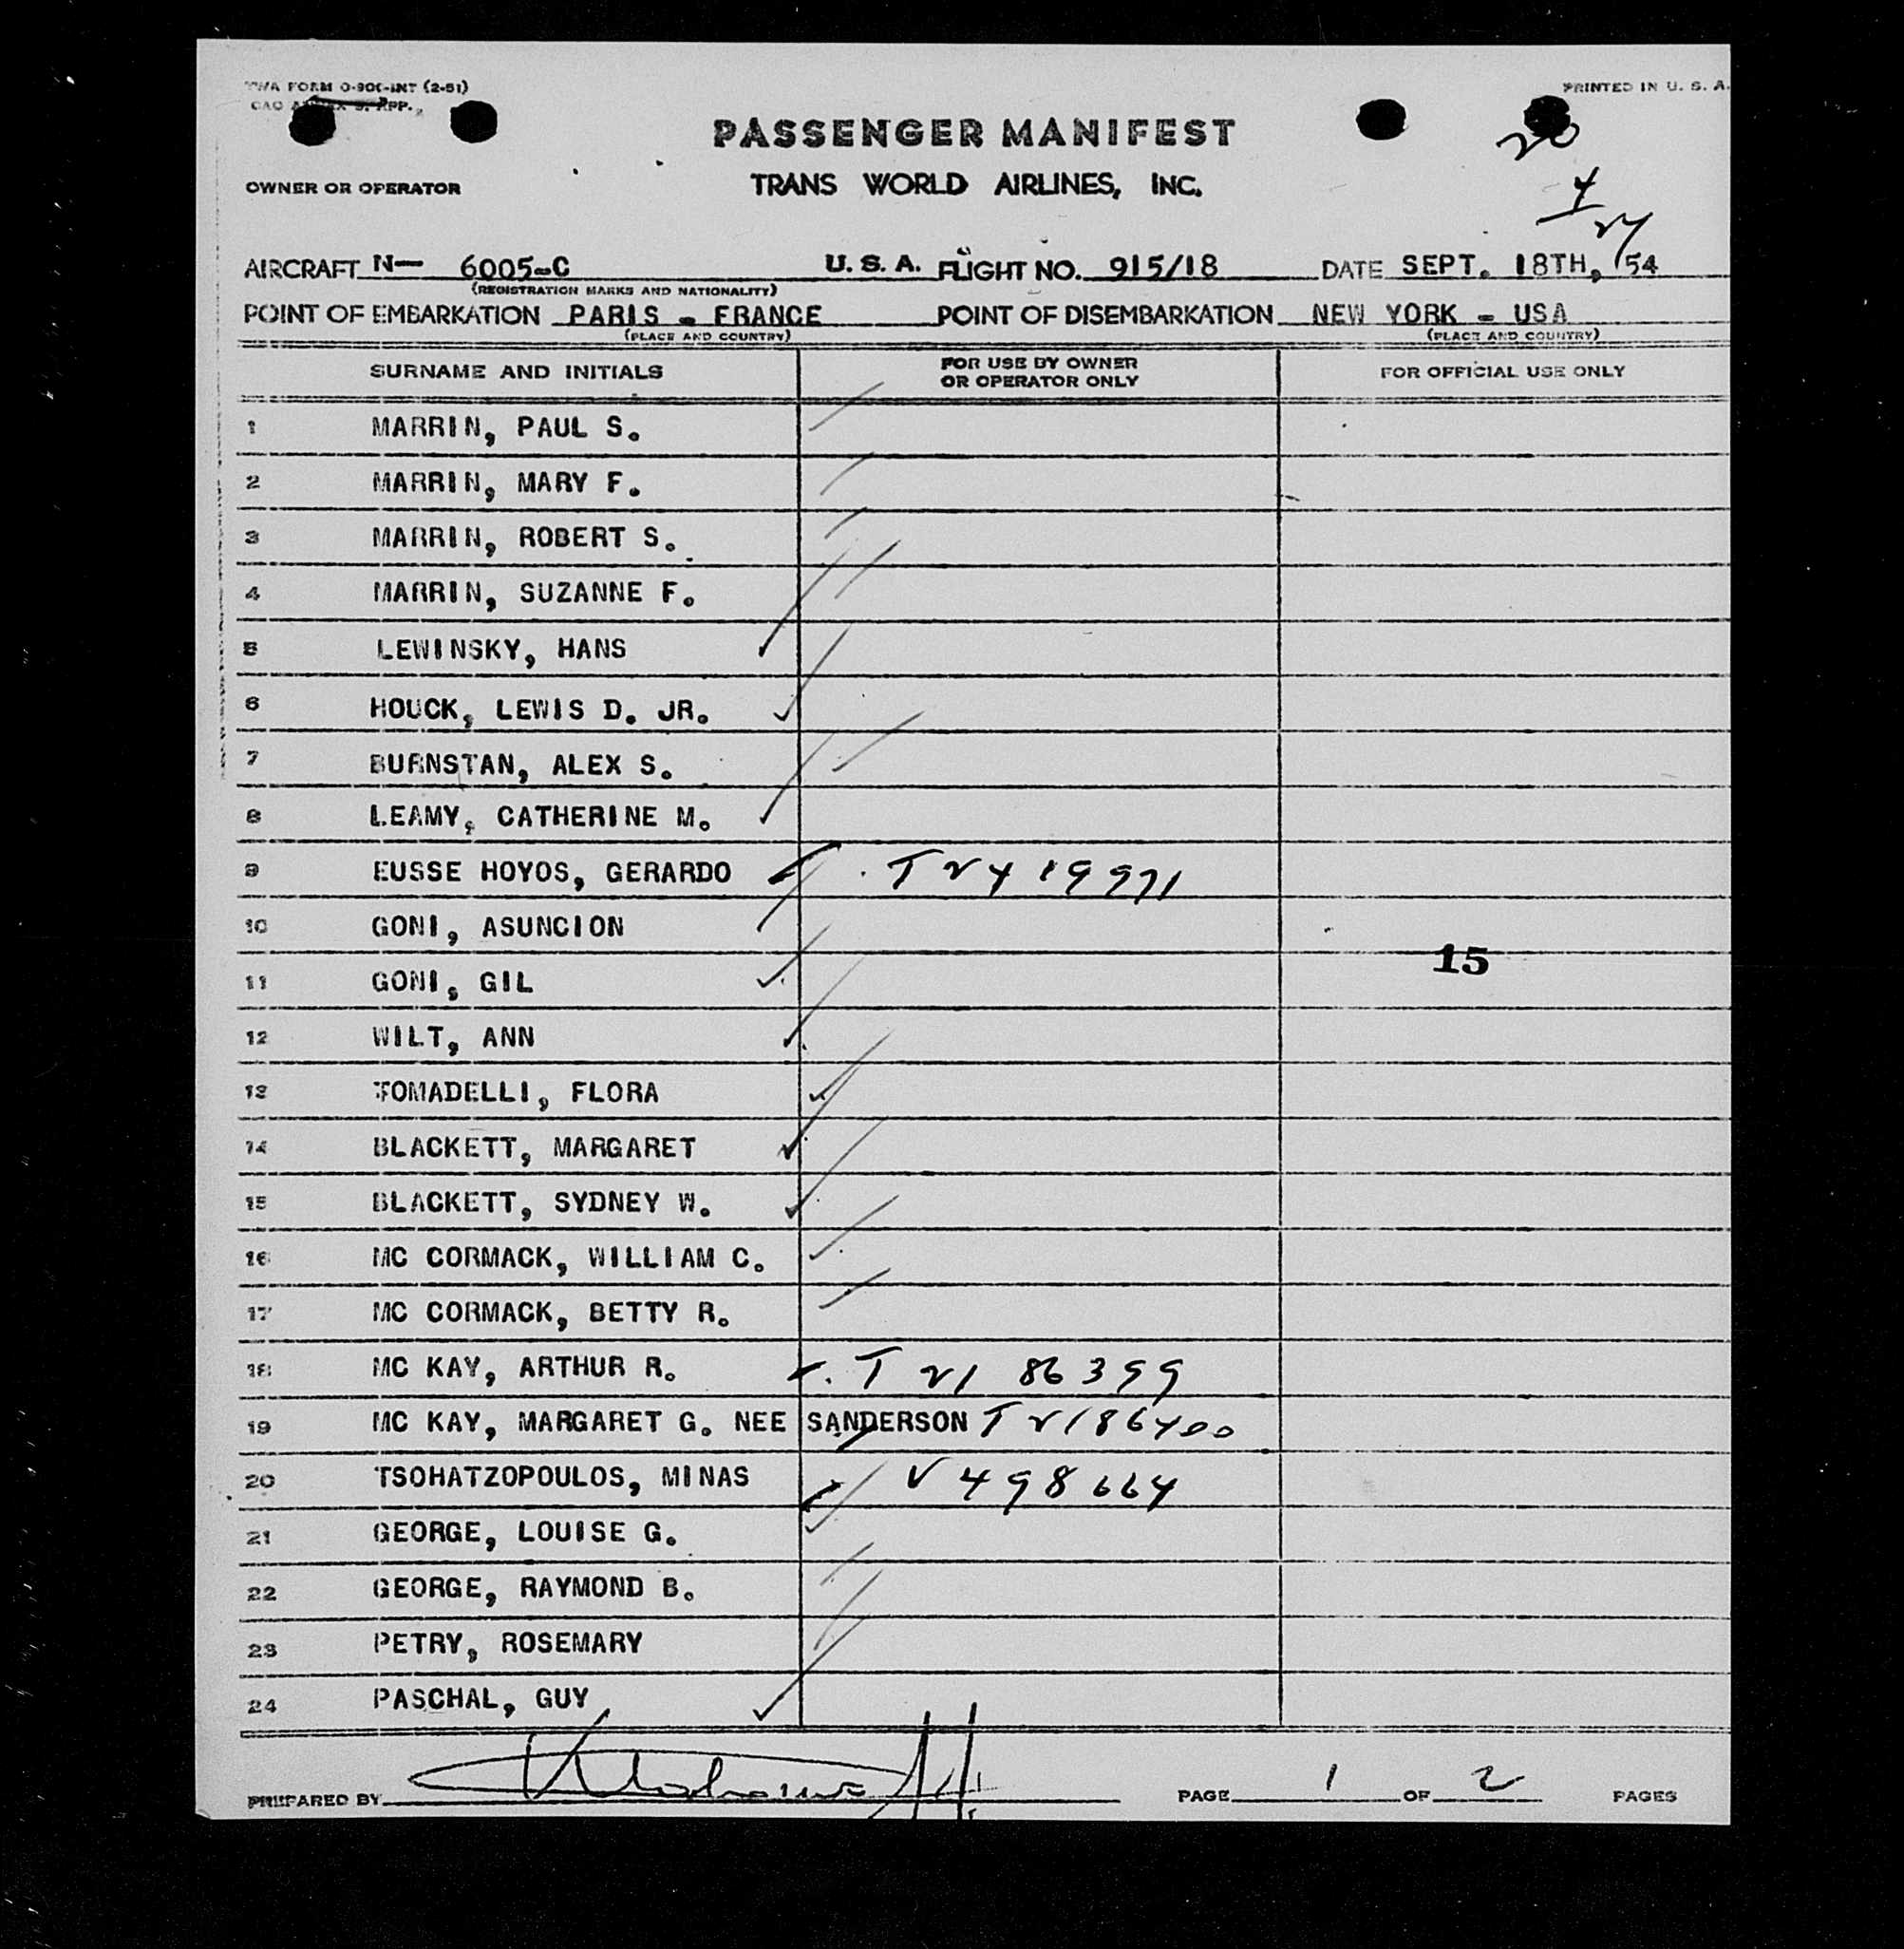 TWA FORM O-900-INT (2-51)
PRINTED IN U. S. A.
PASSENGER MANIFEST
20
OWNER OR OPERATOR
TRANS WORLD AIRLINES, INC.
4
24
AIRCRAFT N— 6005-C U. S. A. FLIGHT NO. 915/18 DATE SEPT. 18TH, 54
(REGISTRATION MARKS AND NATIONALITY)
POINT OF EMBARKATION PARIS - FRANCE POINT OF DISEMBARKATION NEW YORK - USA
(PLACE AND COUNTRY) (PLACE AND COUNTRY)
SURNAME AND INITIALS FOR USE BY OWNER OR OPERATOR ONLY FOR OFFICIAL USE ONLY
1 MARRIN, PAUL S.
2 MARRIN, MARY F.
3 MARRIN, ROBERT S.
4 MARRIN, SUZANNE F.
5 LEWINSKY, HANS
6 HOUCK, LEWIS D. JR.
7 BURNSTAN, ALEX S.
8 LEAMY, CATHERINE M.
9 EUSSE HOYOS, GERARDO T2419971
10 GONI, ASUNCION
15
11 GONI, GIL
12 WILT, ANN
13 TOMADELLI, FLORA
14 BLACKETT, MARGARET
15 BLACKETT, SYDNEY W.
16 MC CORMACK, WILLIAM C.
17 MC CORMACK, BETTY R.
18 MC KAY, ARTHUR R. T 21 86399
19 MC KAY, MARGARET G. NEE SANDERSON T 2186400
20 TSOHATZOPOULOS, MINAS V 498664
21 GEORGE, LOUISE G.
22 GEORGE, RAYMOND B.
23 PETRY, ROSEMARY
24 PASCHAL, GUY
PREPARED BY PAGE 1 OF 2 PAGES